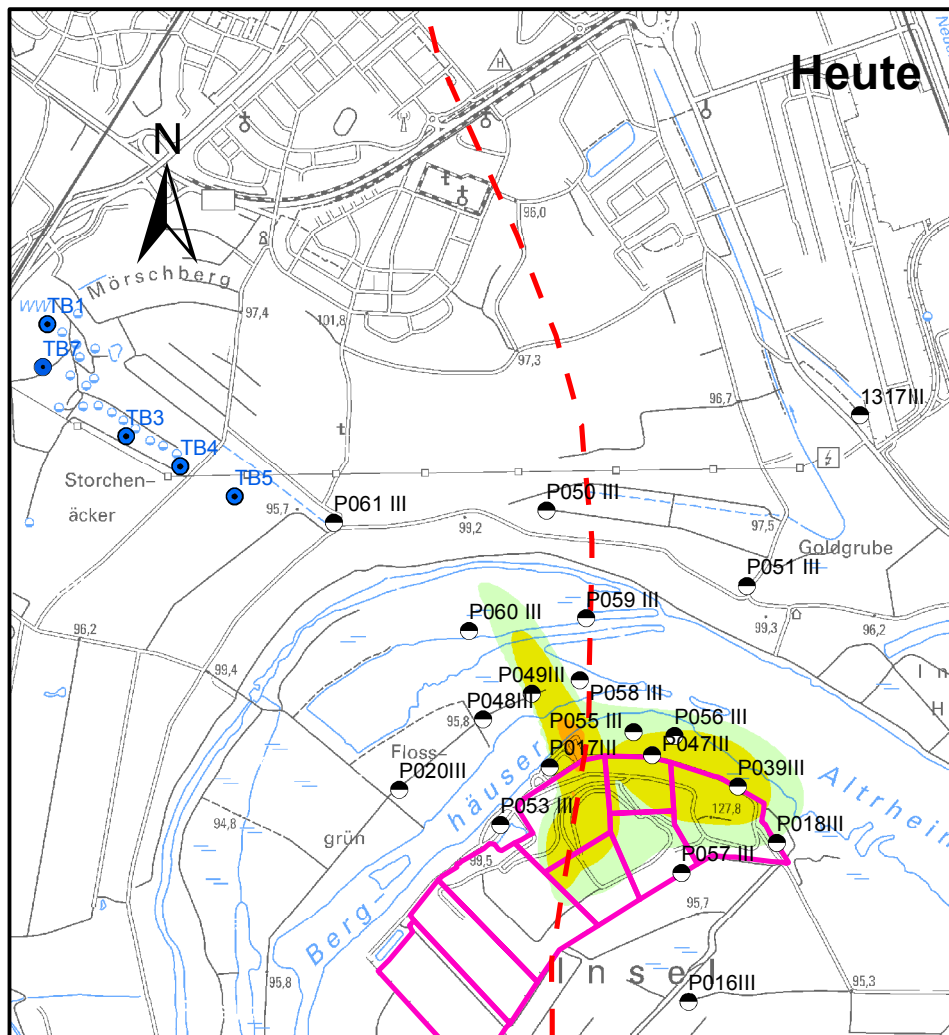 Heute
H
N
96,0
Mörschberg
WW
TB1
97,4
101,8
TB7
97,3
96,7
1317III
TB3
TB4
Storchen-
äcker
TB5
95,7
P061 III
99,2
P050 III
97,5
Goldgrube
P051 III
P060 III
P059 III
99,3
96,2
96,2
99,4
I n
H
P049III
P058 III
P048III
95,8
P055 III
P056 III
Floss-
P017III
P047III
P020III
P039III
Altrhein
127,8
94,8
grün
P053 III
P018III
99,5
P057 III
Berg-
häuser
95,7
Insel
95,8
P016III
95,3